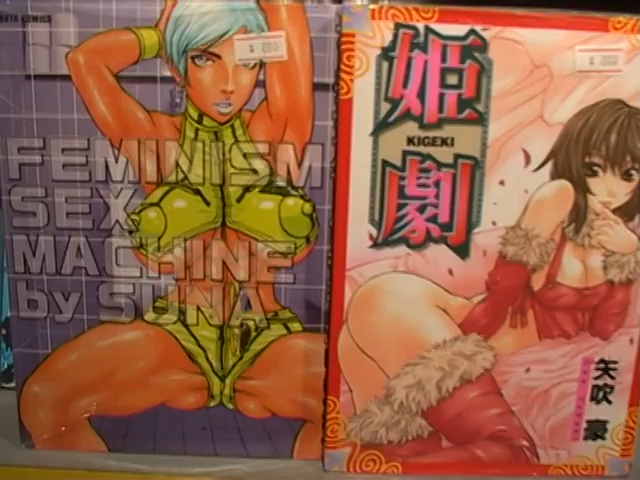 FEMINISM
SEX
MACHINE
by SUNA
姫
KIGEKI
劇
矢吹
豪